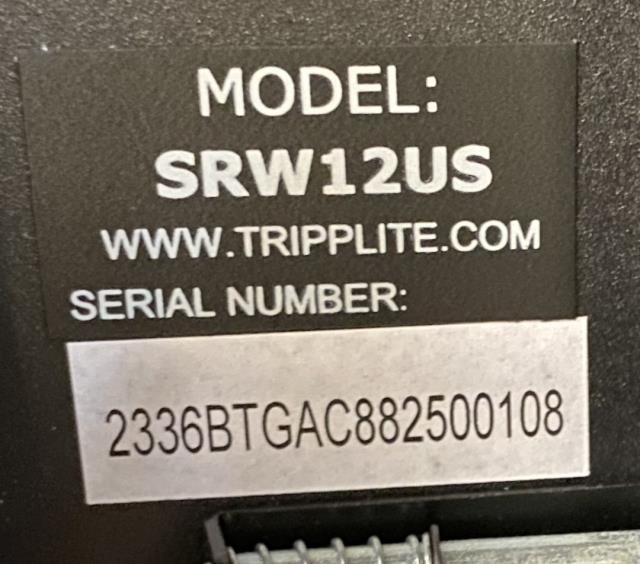 MODEL:
SRW12US
WWW.TRIPPLITE.COM
SERIAL NUMBER:
2336BTGAC882500108